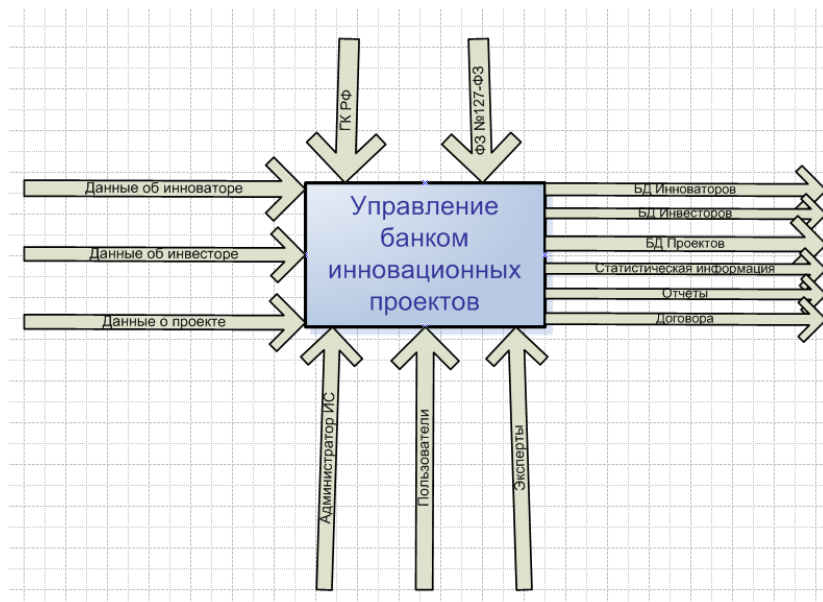 ГК РФ
ФЗ №127-ФЗ
Данные об инноваторе
Данные об инвесторе
Данные о проекте
Управление
банком
инновационных
проектов
БД Инноваторов
БД Инвесторов
БД Проектов
Статистическая информация
Отчеты
Договора
Администратор ИС
Пользователи
Эксперты